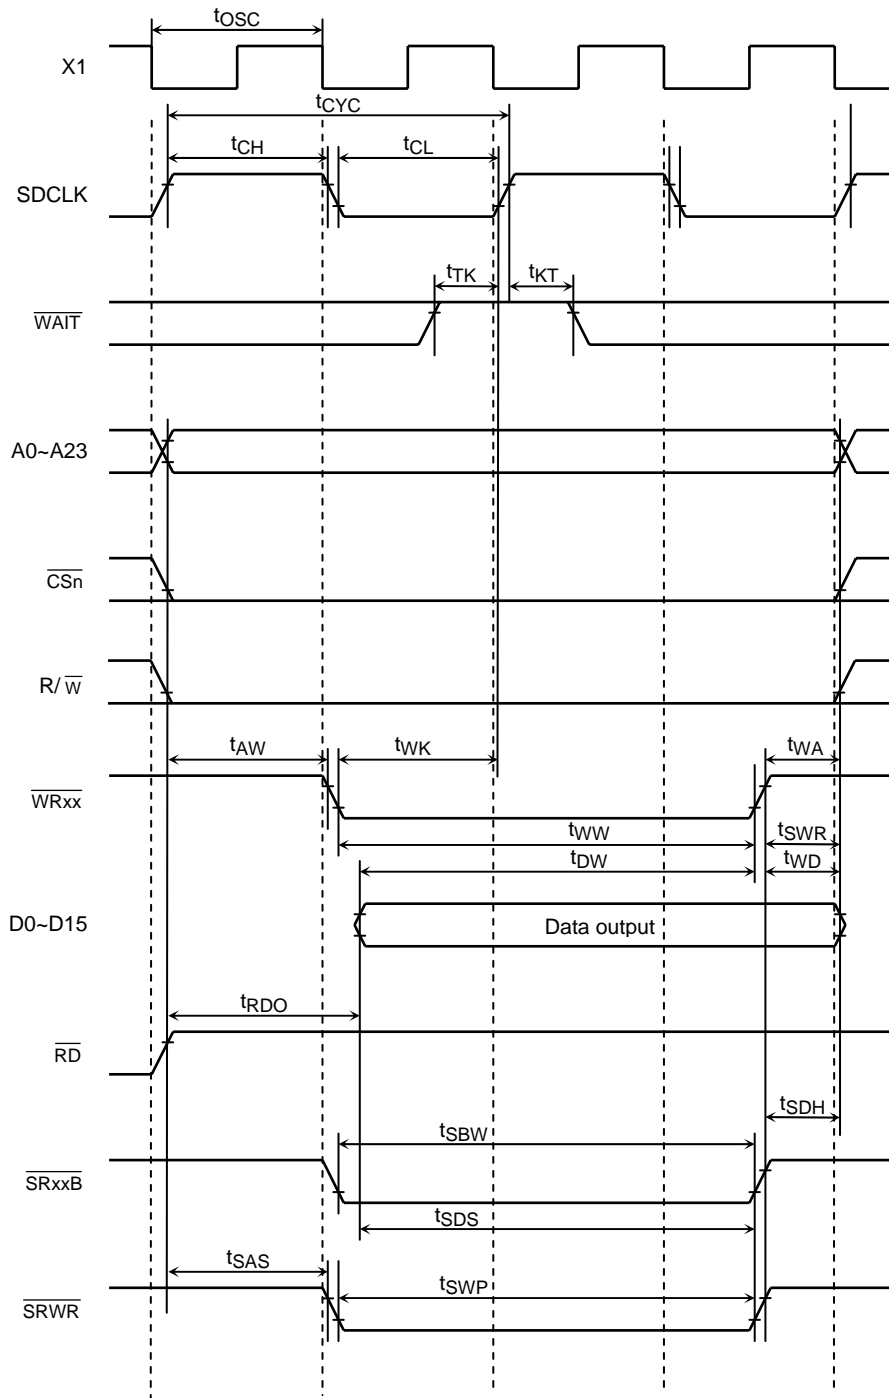 tOSC
X1
tCYC
tCH
tCL
SDCLK
tTK
tKT
WAIT
A0~A23
CSn
R/ W
tAW
tWK
tWA
WRxx
tWW
tSWR
tDW
tWD
D0~D15
Data output
tRDO
RD
tSDH
tSBW
SRxxB
tSDS
tSAS
tSWP
SRWR